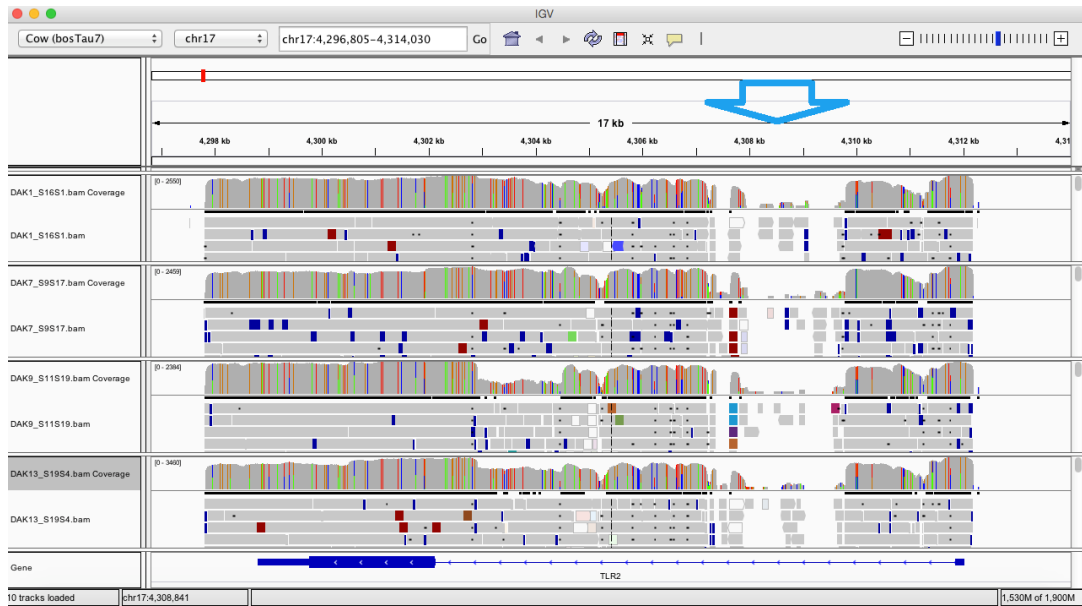 IGV
Cow (bosTau7) chr17 chr17:4,296,805-4,314,030 Go
17 kb
4,298 kb 4,300 kb 4,302 kb 4,304 kb 4,306 kb 4,308 kb 4,310 kb 4,312 kb 4,31
DAK1_S16S1.bam Coverage [0 - 2550]
DAK1_S16S1.bam
DAK7_S9S17.bam Coverage [0 - 2459]
DAK7_S9S17.bam
DAK9_S11S19.bam Coverage [0 - 2384]
DAK9_S11S19.bam
DAK13_S19S4.bam Coverage [0 - 3460]
DAK13_S19S4.bam
Gene
TLR2
10 tracks loaded chr17:4,308,841 1,530M of 1,900M